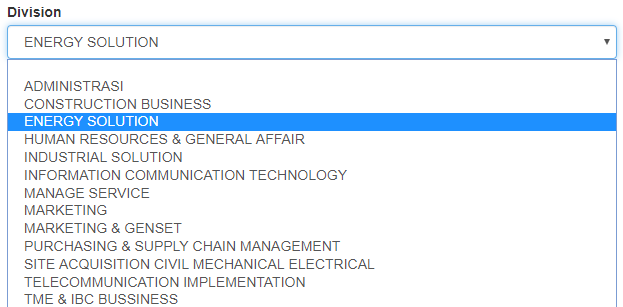 Division
ENERGY SOLUTION
ADMINISTRASI
CONSTRUCTION BUSINESS
ENERGY SOLUTION
HUMAN RESOURCES & GENERAL AFFAIR
INDUSTRIAL SOLUTION
INFORMATION COMMUNICATION TECHNOLOGY
MANAGE SERVICE
MARKETING
MARKETING & GENSET
PURCHASING & SUPPLY CHAIN MANAGEMENT
SITE ACQUISITION CIVIL MECHANICAL ELECTRICAL
TELECOMMUNICATION IMPLEMENTATION
TME & IBC BUSSINESS